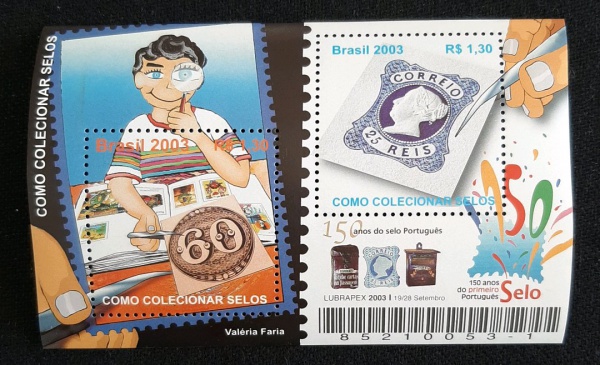 COMO COLECIONAR SELOS
Brasil 2003 R$ 1,30
60
COMO COLECIONAR SELOS
Valéria Faria
Brasil 2003 R$ 1,30
CORREIO
25 REIS
COMO COLECIONAR SELOS
150
150 anos do selo Português
LUBRAPEX 2003 | 19/28 Setembro
150 anos
do primeiro
Português Selo
85210053-1